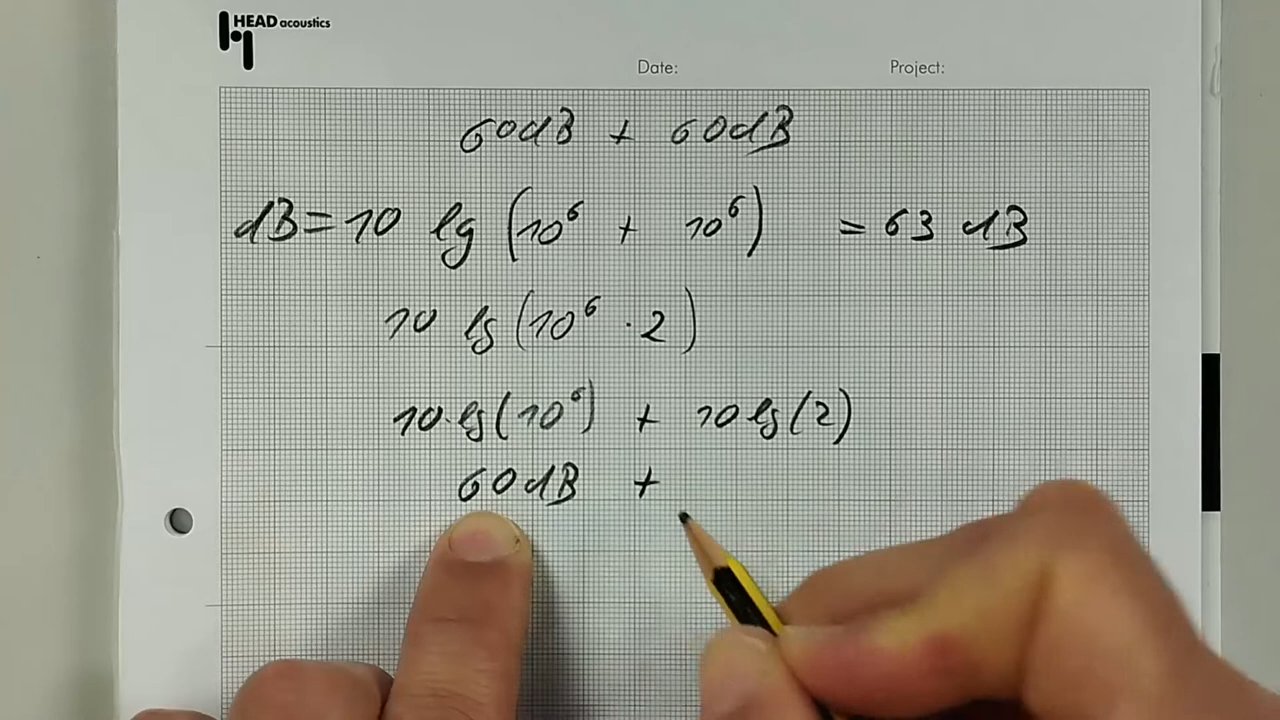 HEAD acoustics
Date: Project:
60dB + 60dB
dB = 10 lg (10⁶ + 10⁶) = 63 dB
10 lg (10⁶ · 2)
10 · lg (10⁶) + 10 lg (2)
60dB +